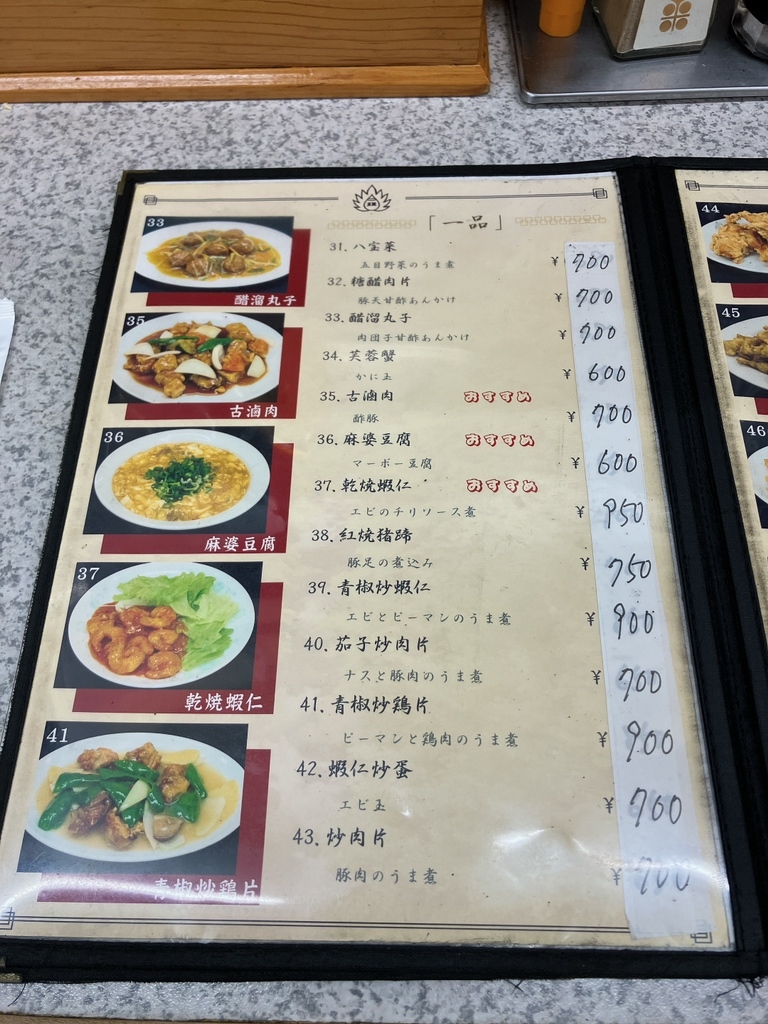 「一品」
31. 八宝菜
五目野菜のうま煮
¥ 700
32. 糖醋肉片
豚天甘酢あんかけ
¥ 700
33. 醋溜丸子
肉団子甘酢あんかけ
¥ 700
34. 芙蓉蟹
かに玉
¥ 600
35. 古滷肉 おすすめ
酢豚
¥ 700
36. 麻婆豆腐 おすすめ
マーボー豆腐
¥ 600
37. 乾焼蝦仁 おすすめ
エビのチリソース煮
¥ 950
38. 紅焼猪蹄
豚足の煮込み
¥ 750
39. 青椒炒蝦仁
エビとピーマンのうま煮
¥ 900
40. 茄子炒肉片
ナスと豚肉のうま煮
¥ 700
41. 青椒炒鶏片
ピーマンと鶏肉のうま煮
¥ 900
42. 蝦仁炒蛋
エビ玉
¥ 700
43. 炒肉片
豚肉のうま煮
¥ 700
33
醋溜丸子
35
古滷肉
36
麻婆豆腐
37
乾焼蝦仁
41
青椒炒鶏片
44
45
46